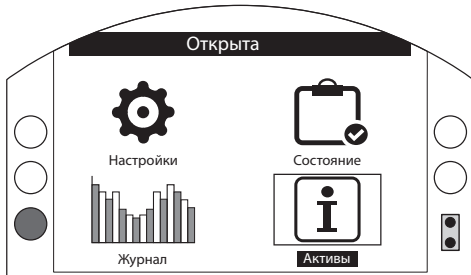 Открыта
Настройки
Состояние
Журнал
Активы